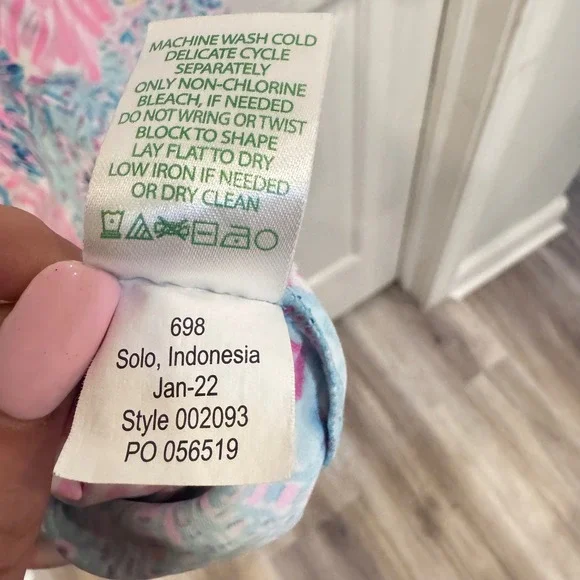 MACHINE WASH COLD
DELICATE CYCLE
SEPARATELY
ONLY NON-CHLORINE
BLEACH, IF NEEDED
DO NOT WRING OR TWIST
BLOCK TO SHAPE
LAY FLAT TO DRY
LOW IRON IF NEEDED
OR DRY CLEAN
698
Solo, Indonesia
Jan-22
Style 002093
PO 056519